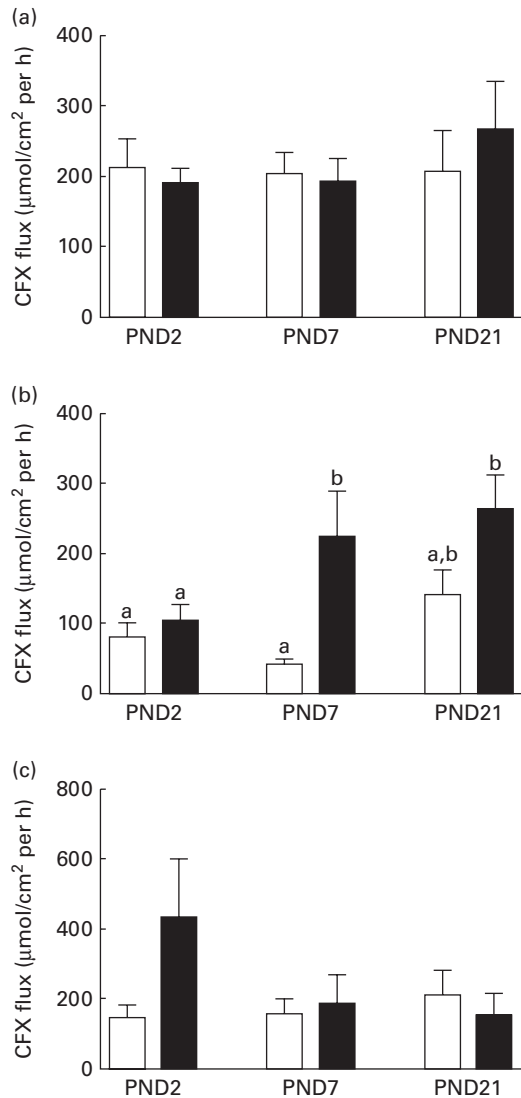 (a)
CFX flux (μmol/cm² per h)
400
300
200
100
0
PND2 PND7 PND21
(b)
CFX flux (μmol/cm² per h)
400
300
200
100
0
a a a b a,b b
PND2 PND7 PND21
(c)
CFX flux (μmol/cm² per h)
800
600
400
200
0
PND2 PND7 PND21